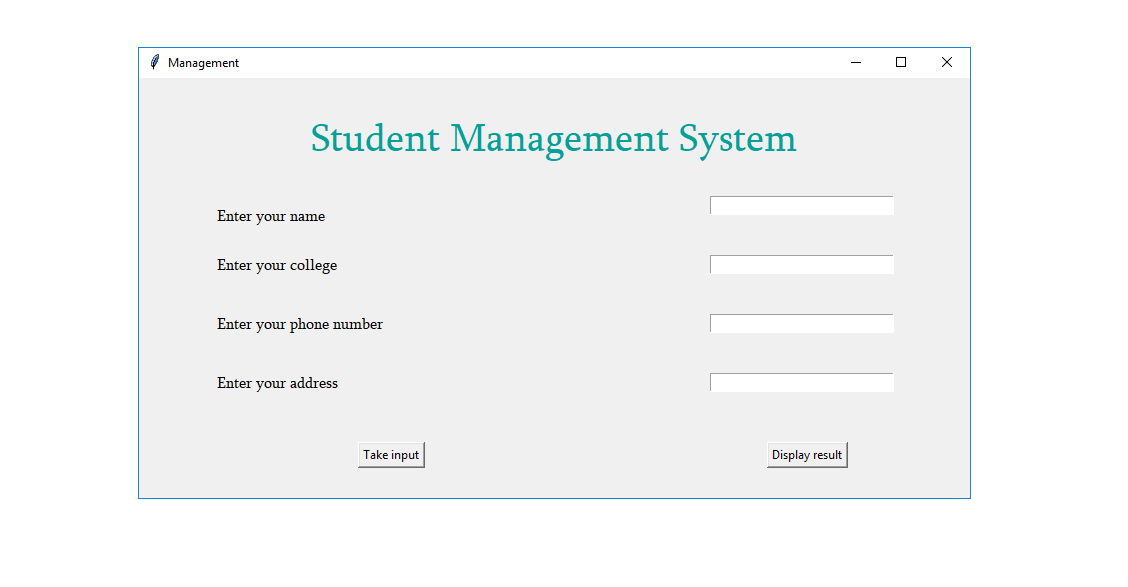 Management
Student Management System
Enter your name
Enter your college
Enter your phone number
Enter your address
Take input
Display result